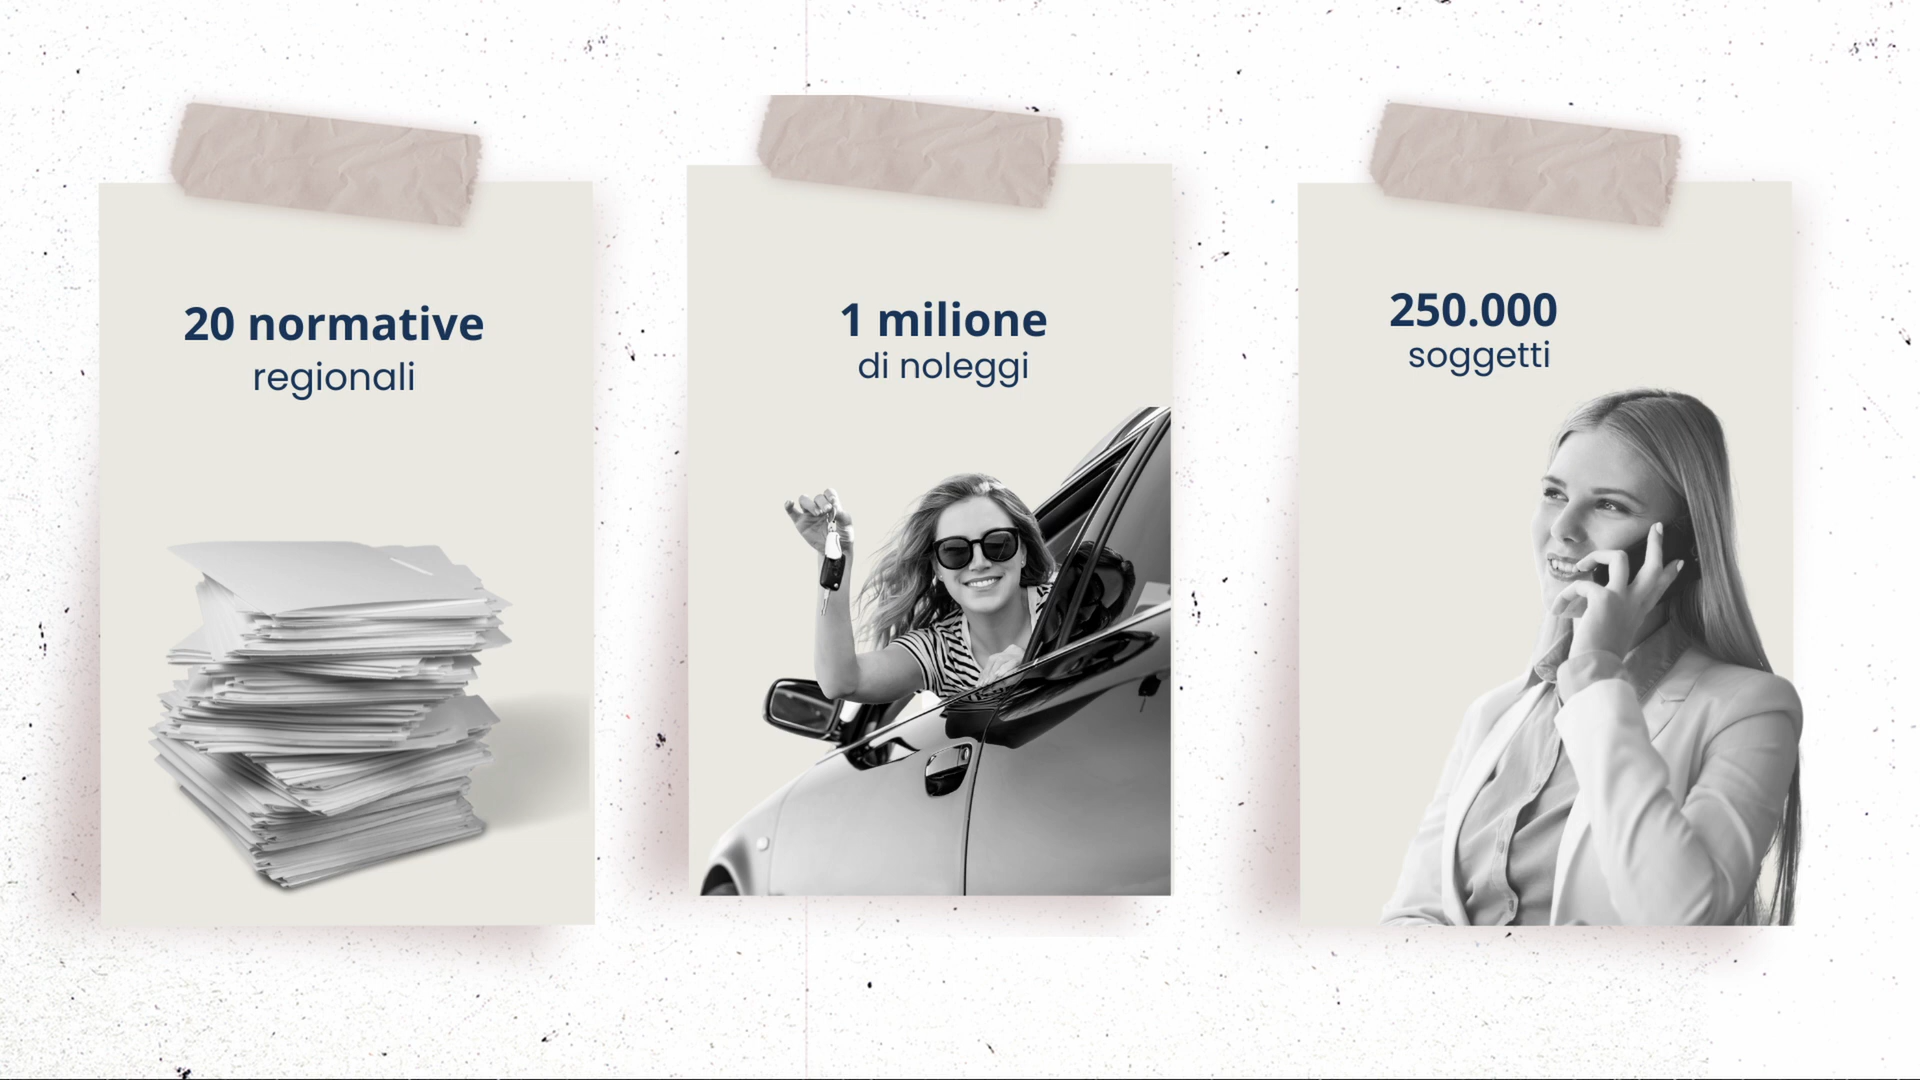 20 normative
regionali
1 milione
di noleggi
250.000
soggetti